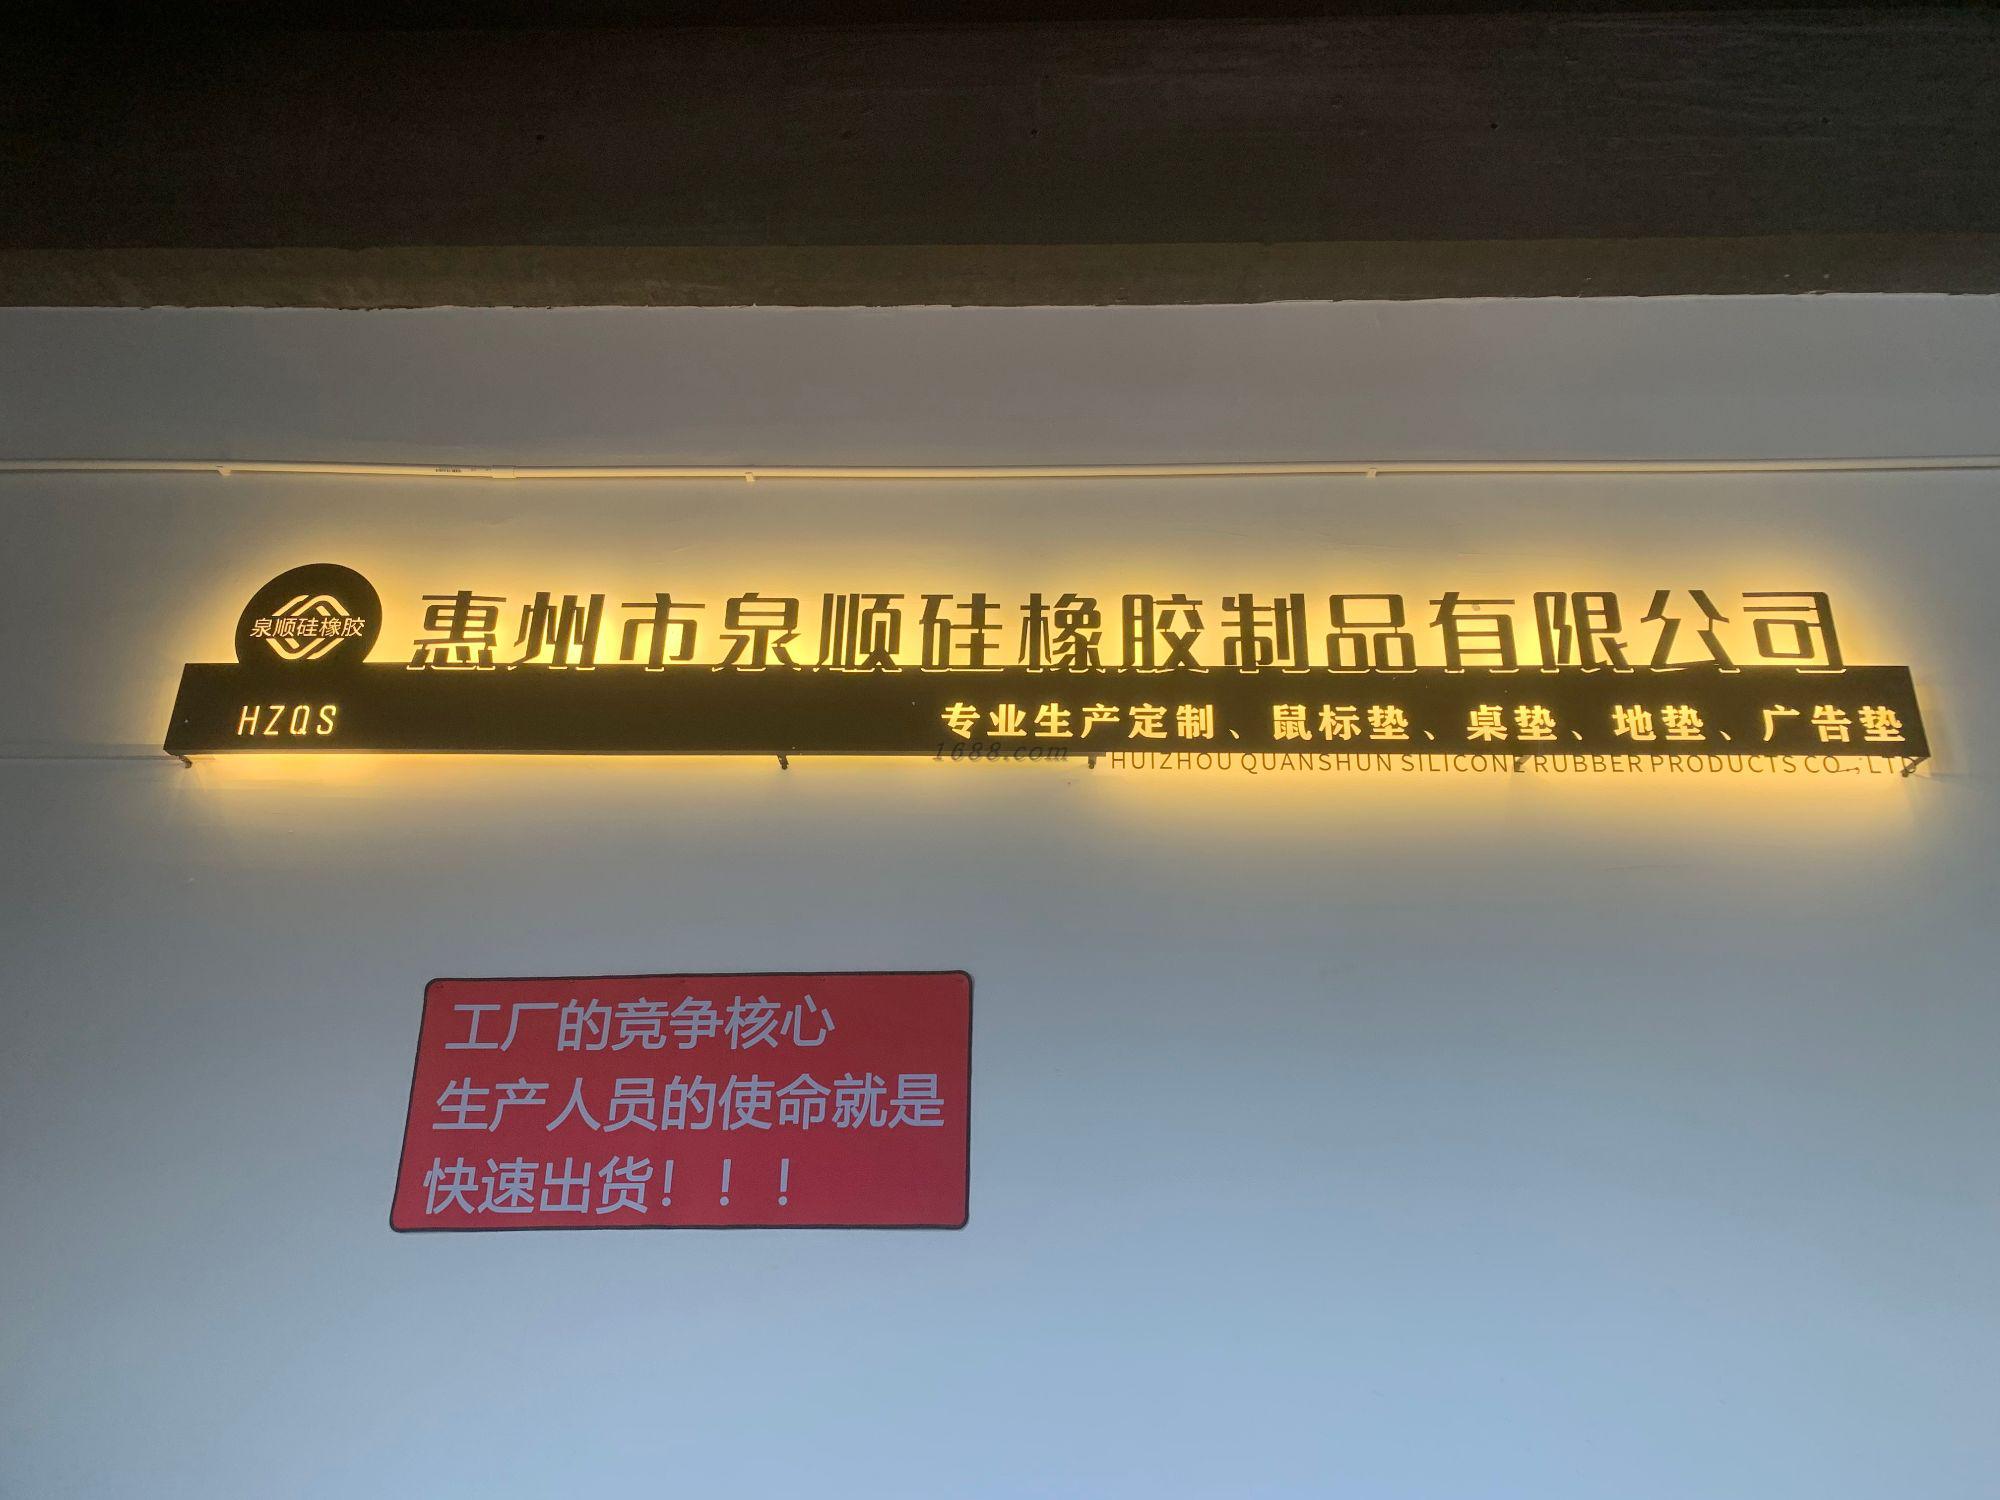 泉顺硅橡胶
惠州市泉顺硅橡胶制品有限公司
HZQS
专业生产定制、鼠标垫、桌垫、地垫、广告垫
1688.com
HUIZHOU QUANSHUN SILICONE RUBBER PRODUCTS CO.,LTD
工厂的竞争核心
生产人员的使命就是
快速出货！！！